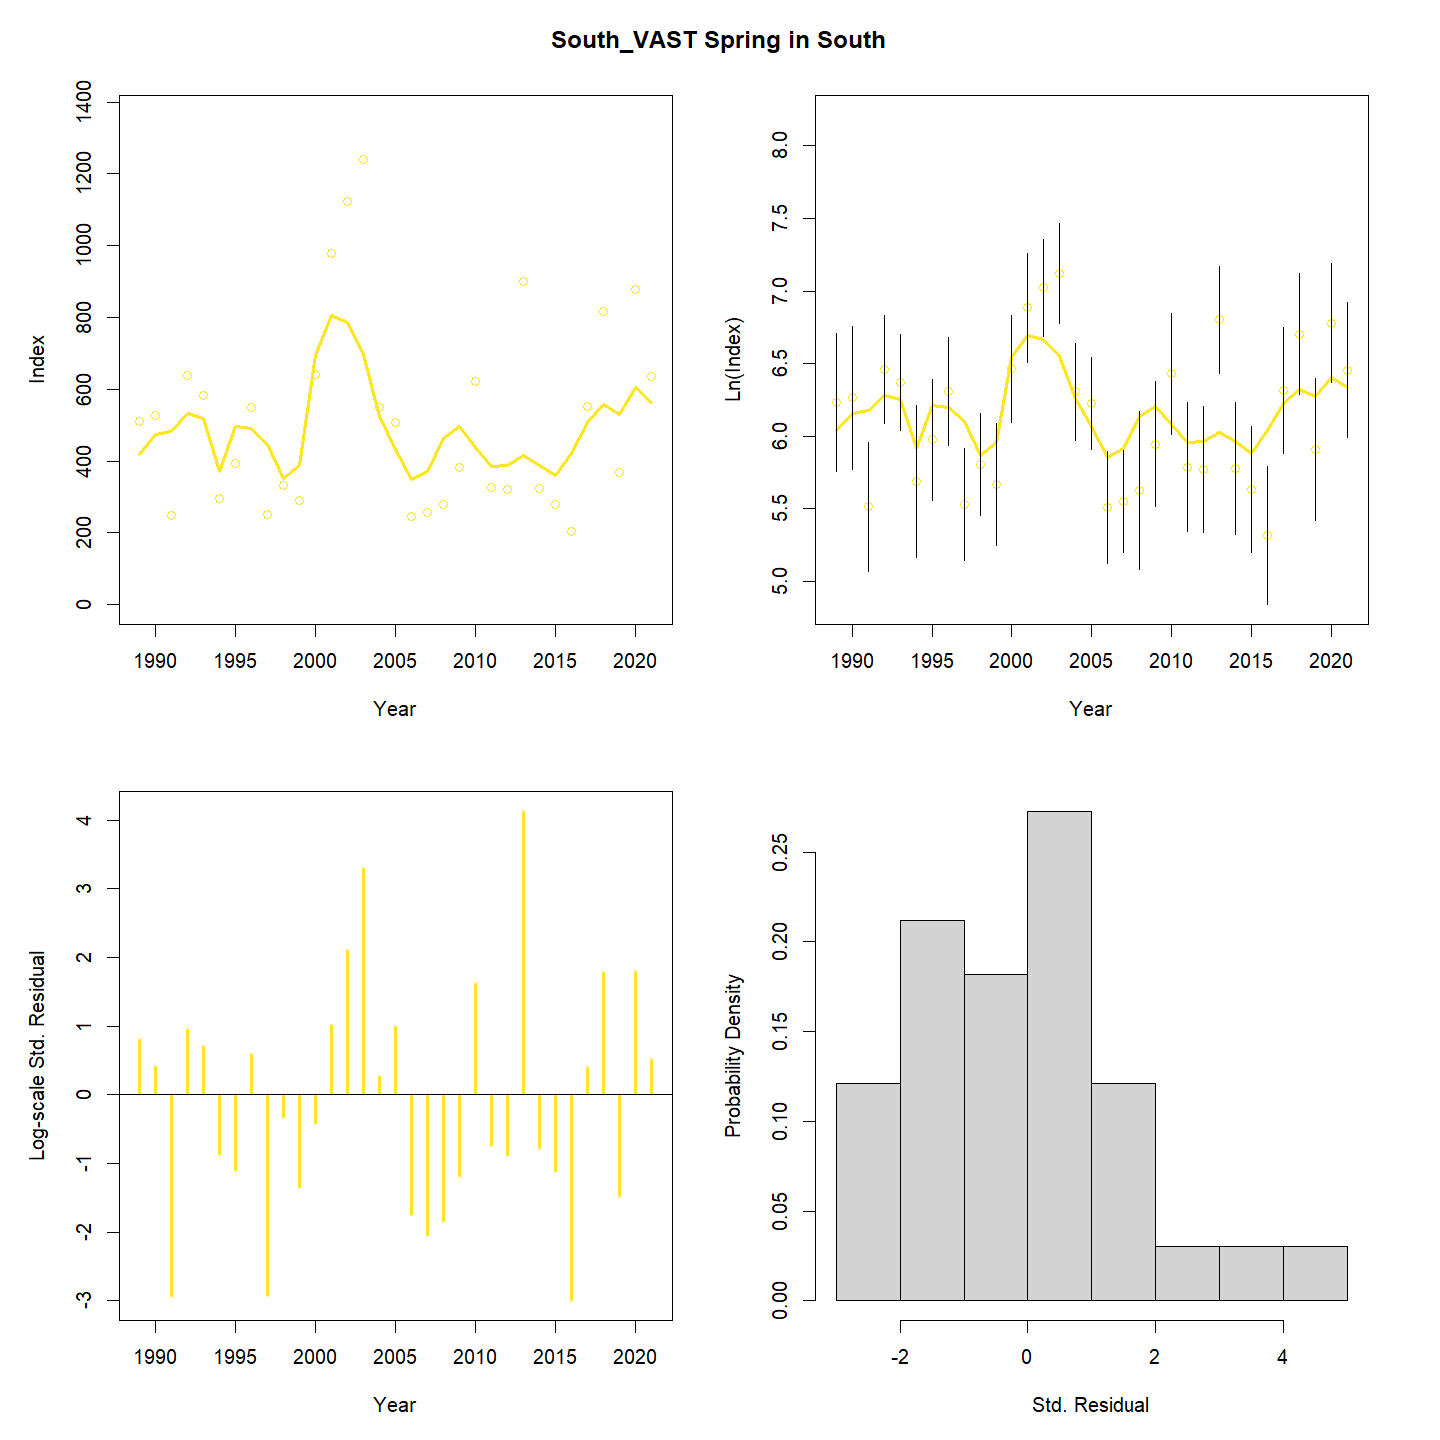 South_VAST Spring in South
Index
1400
1200
1000
800
600
400
200
0
1990 1995 2000 2005 2010 2015 2020
Year
Ln(Index)
8.0
7.5
7.0
6.5
6.0
5.5
5.0
1990 1995 2000 2005 2010 2015 2020
Year
Log-scale Std. Residual
4
3
2
1
0
-1
-2
-3
1990 1995 2000 2005 2010 2015 2020
Year
Probability Density
0.25
0.20
0.15
0.10
0.05
0.00
-2 0 2 4
Std. Residual